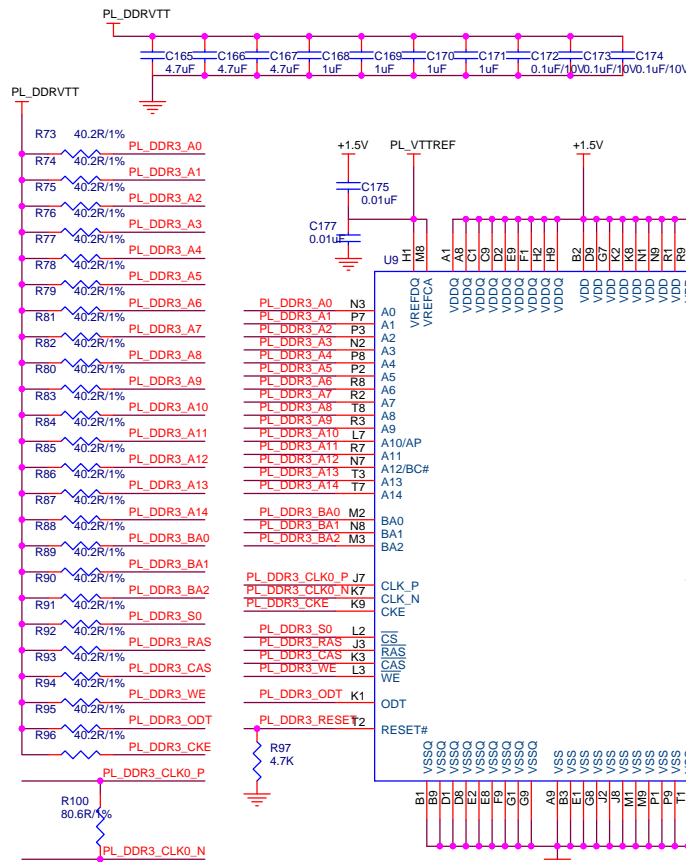 PL_DDRVTT
C165 C166 C167 C168 C169 C170 C171 C172 C173 C174
4.7uF 4.7uF 4.7uF 1uF 1uF 1uF 1uF 0.1uF/10V 0.1uF/10V 0.1uF/10V
PL_DDRVTT
R73 40.2R/1% PL_DDR3_A0
R74 40.2R/1% PL_DDR3_A1
R75 40.2R/1% PL_DDR3_A2
R76 40.2R/1% PL_DDR3_A3
R77 40.2R/1% PL_DDR3_A4
R78 40.2R/1% PL_DDR3_A5
R79 40.2R/1% PL_DDR3_A6
R81 40.2R/1% PL_DDR3_A7
R82 40.2R/1% PL_DDR3_A8
R80 40.2R/1% PL_DDR3_A9
R83 40.2R/1% PL_DDR3_A10
R84 40.2R/1% PL_DDR3_A11
R85 40.2R/1% PL_DDR3_A12
R86 40.2R/1% PL_DDR3_A13
R87 40.2R/1% PL_DDR3_A14
R88 40.2R/1% PL_DDR3_BA0
R89 40.2R/1% PL_DDR3_BA1
R90 40.2R/1% PL_DDR3_BA2
R91 40.2R/1% PL_DDR3_S0
R92 40.2R/1% PL_DDR3_RAS
R93 40.2R/1% PL_DDR3_CAS
R94 40.2R/1% PL_DDR3_WE
R95 40.2R/1% PL_DDR3_ODT
R96 40.2R/1% PL_DDR3_CKE
PL_DDR3_CLK0_P
R100
80.6R/1%
PL_DDR3_CLK0_N
+1.5V PL_VTTREF +1.5V
C175
0.01uF
C177
0.01uF
U9
H1 M8 A1 A8 C1 C9 D2 E9 F1 H2 H9 B2 D9 G7 K2 K8 N1 N9 R1 R9
VREFDQ VREFCA VDDQ VDDQ VDDQ VDDQ VDDQ VDDQ VDDQ VDDQ VDDQ VDD VDD VDD VDD VDD VDD VDD VDD VDD
PL_DDR3_A0 N3 A0
PL_DDR3_A1 P7 A1
PL_DDR3_A2 P3 A2
PL_DDR3_A3 N2 A3
PL_DDR3_A4 P8 A4
PL_DDR3_A5 P2 A5
PL_DDR3_A6 R8 A6
PL_DDR3_A7 R2 A7
PL_DDR3_A8 T8 A8
PL_DDR3_A9 R3 A9
PL_DDR3_A10 L7 A10/AP
PL_DDR3_A11 R7 A11
PL_DDR3_A12 N7 A12/BC#
PL_DDR3_A13 T3 A13
PL_DDR3_A14 T7 A14
PL_DDR3_BA0 M2 BA0
PL_DDR3_BA1 N8 BA1
PL_DDR3_BA2 M3 BA2
PL_DDR3_CLK0_P J7 CLK_P
PL_DDR3_CLK0_N K7 CLK_N
PL_DDR3_CKE K9 CKE
PL_DDR3_S0 L2 CS
PL_DDR3_RAS J3 RAS
PL_DDR3_CAS K3 CAS
PL_DDR3_WE L3 WE
PL_DDR3_ODT K1 ODT
PL_DDR3_RESET T2 RESET#
R97
4.7K
VSSQ VSSQ VSSQ VSSQ VSSQ VSSQ VSSQ VSSQ VSSQ VSS VSS VSS VSS VSS VSS VSS VSS VSS VSS
B1 B9 D1 D8 E2 E8 F9 G1 G9 A9 B3 E1 G8 J2 J8 M1 M9 P1 P9 T1